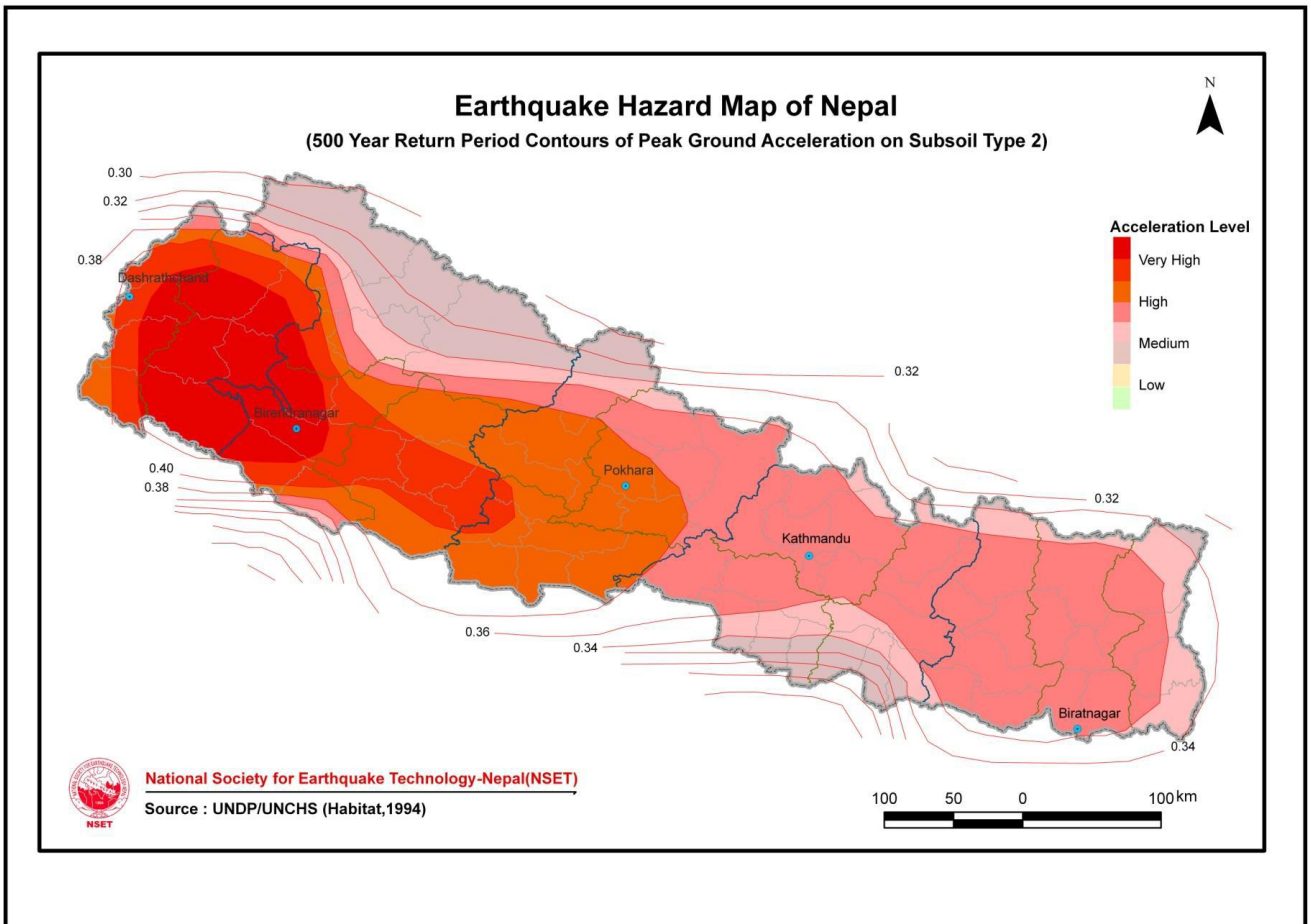 Earthquake Hazard Map of Nepal
(500 Year Return Period Contours of Peak Ground Acceleration on Subsoil Type 2)
N
0.30
0.32
0.38
Dashrathchand
Acceleration Level
Very High
High
Medium
Low
0.32
Birendranagar
0.40
0.38
Pokhara
0.32
Kathmandu
0.36
0.34
Biratnagar
0.34
National Society for Earthquake Technology-Nepal(NSET)
Source : UNDP/UNCHS (Habitat,1994)
NSET
100 50 0 100 km